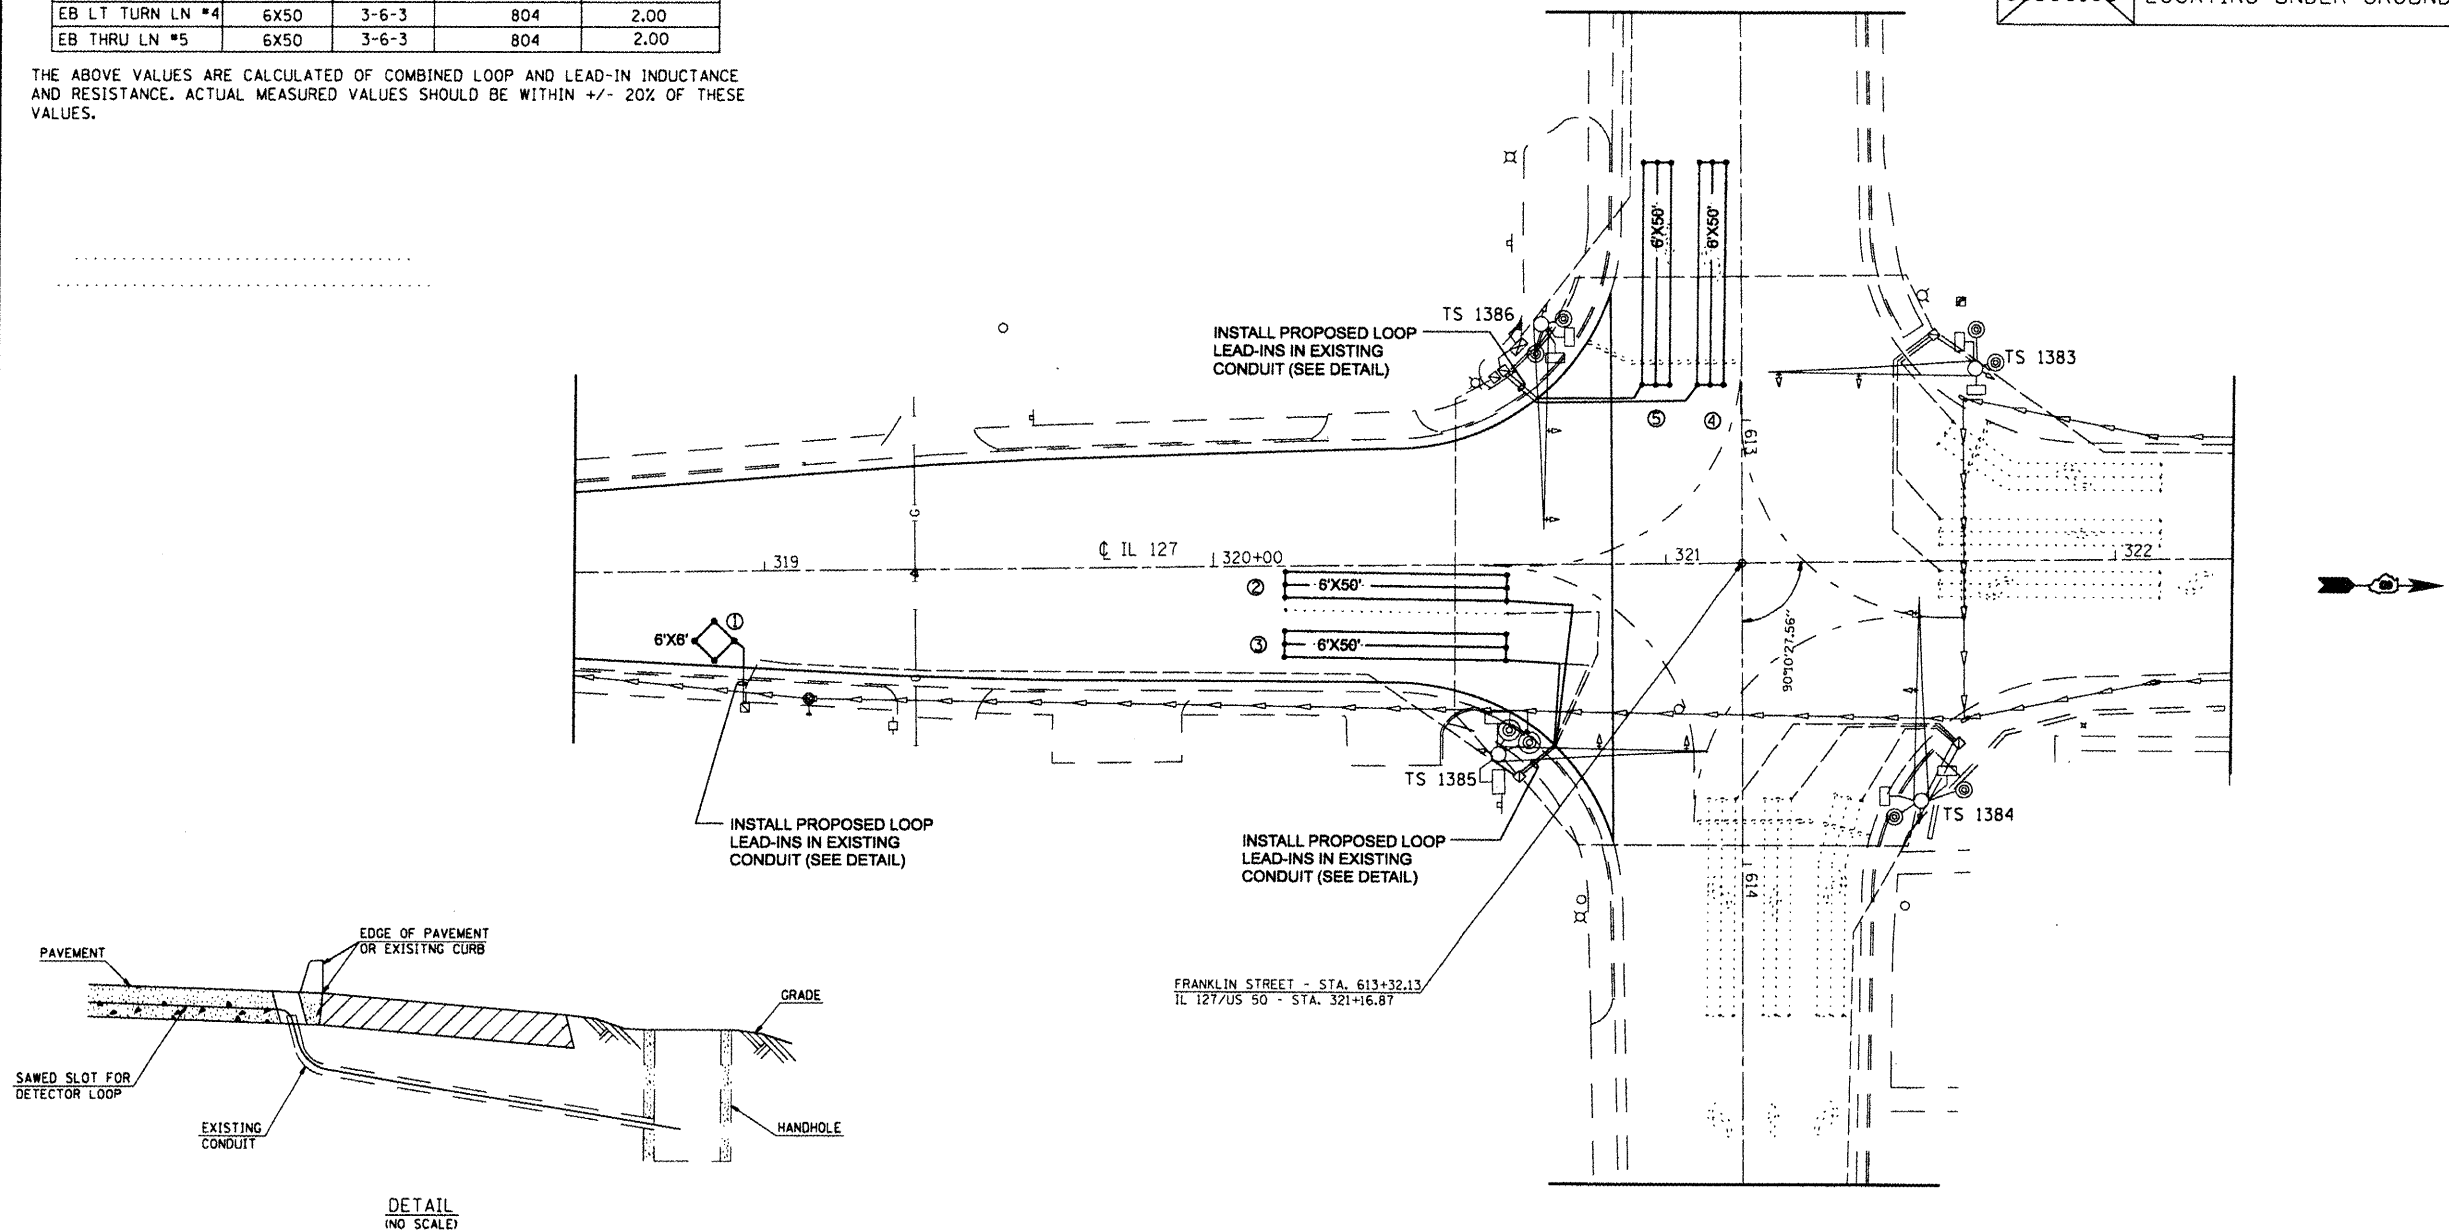 EB LT TURN LN #4 6X50 3-6-3 804 2.00
EB THRU LN #5 6X50 3-6-3 804 2.00
THE ABOVE VALUES ARE CALCULATED OF COMBINED LOOP AND LEAD-IN INDUCTANCE
AND RESISTANCE. ACTUAL MEASURED VALUES SHOULD BE WITHIN +/- 20% OF THESE
VALUES.
6'X50'
6'X50'
TS 1386
INSTALL PROPOSED LOOP
LEAD-INS IN EXISTING
CONDUIT (SEE DETAIL)
TS 1383
5
4
613
G
℄ IL 127
319
320+00
321
322
2
6'X50'
1
6'X6'
3
6'X50'
90°10'27.56"
TS 1385
TS 1384
INSTALL PROPOSED LOOP
LEAD-INS IN EXISTING
CONDUIT (SEE DETAIL)
INSTALL PROPOSED LOOP
LEAD-INS IN EXISTING
CONDUIT (SEE DETAIL)
614
FRANKLIN STREET - STA. 613+32.13
IL 127/US 50 - STA. 321+16.87
PAVEMENT
EDGE OF PAVEMENT
OR EXISITNG CURB
GRADE
SAWED SLOT FOR
DETECTOR LOOP
EXISTING
CONDUIT
HANDHOLE
DETAIL
(NO SCALE)